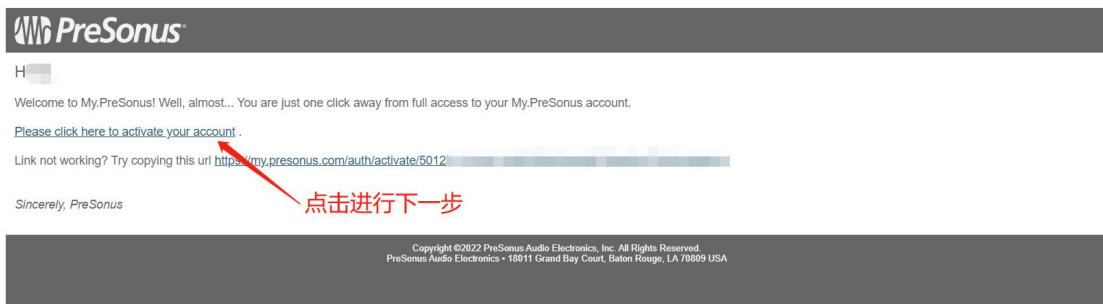 PreSonus
H
Welcome to My.PreSonus! Well, almost... You are just one click away from full access to your My.PreSonus account.
Please click here to activate your account .
Link not working? Try copying this url https://my.presonus.com/auth/activate/5012
点击进行下一步
Sincerely, PreSonus
Copyright ©2022 PreSonus Audio Electronics, Inc. All Rights Reserved.
PreSonus Audio Electronics • 18011 Grand Bay Court, Baton Rouge, LA 70809 USA